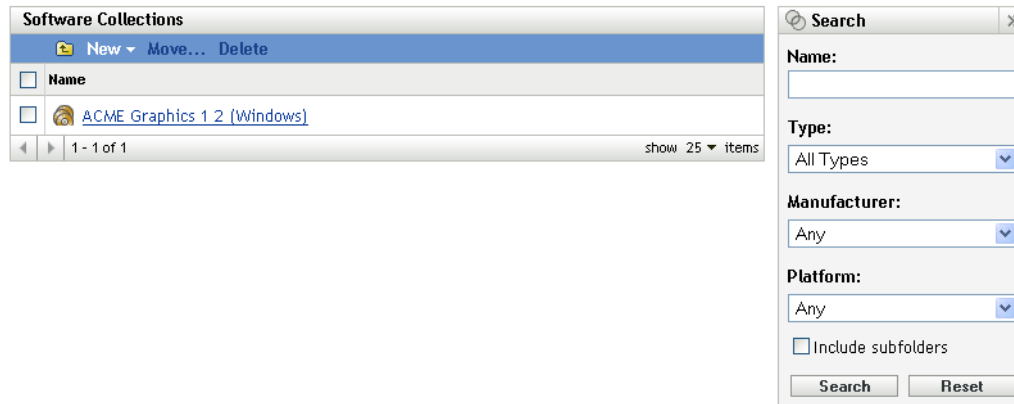 Software Collections
New Move... Delete
Name
ACME Graphics 1 2 (Windows)
1 - 1 of 1 show 25 items
Search
Name:
Type:
All Types
Manufacturer:
Any
Platform:
Any
Include subfolders
Search Reset